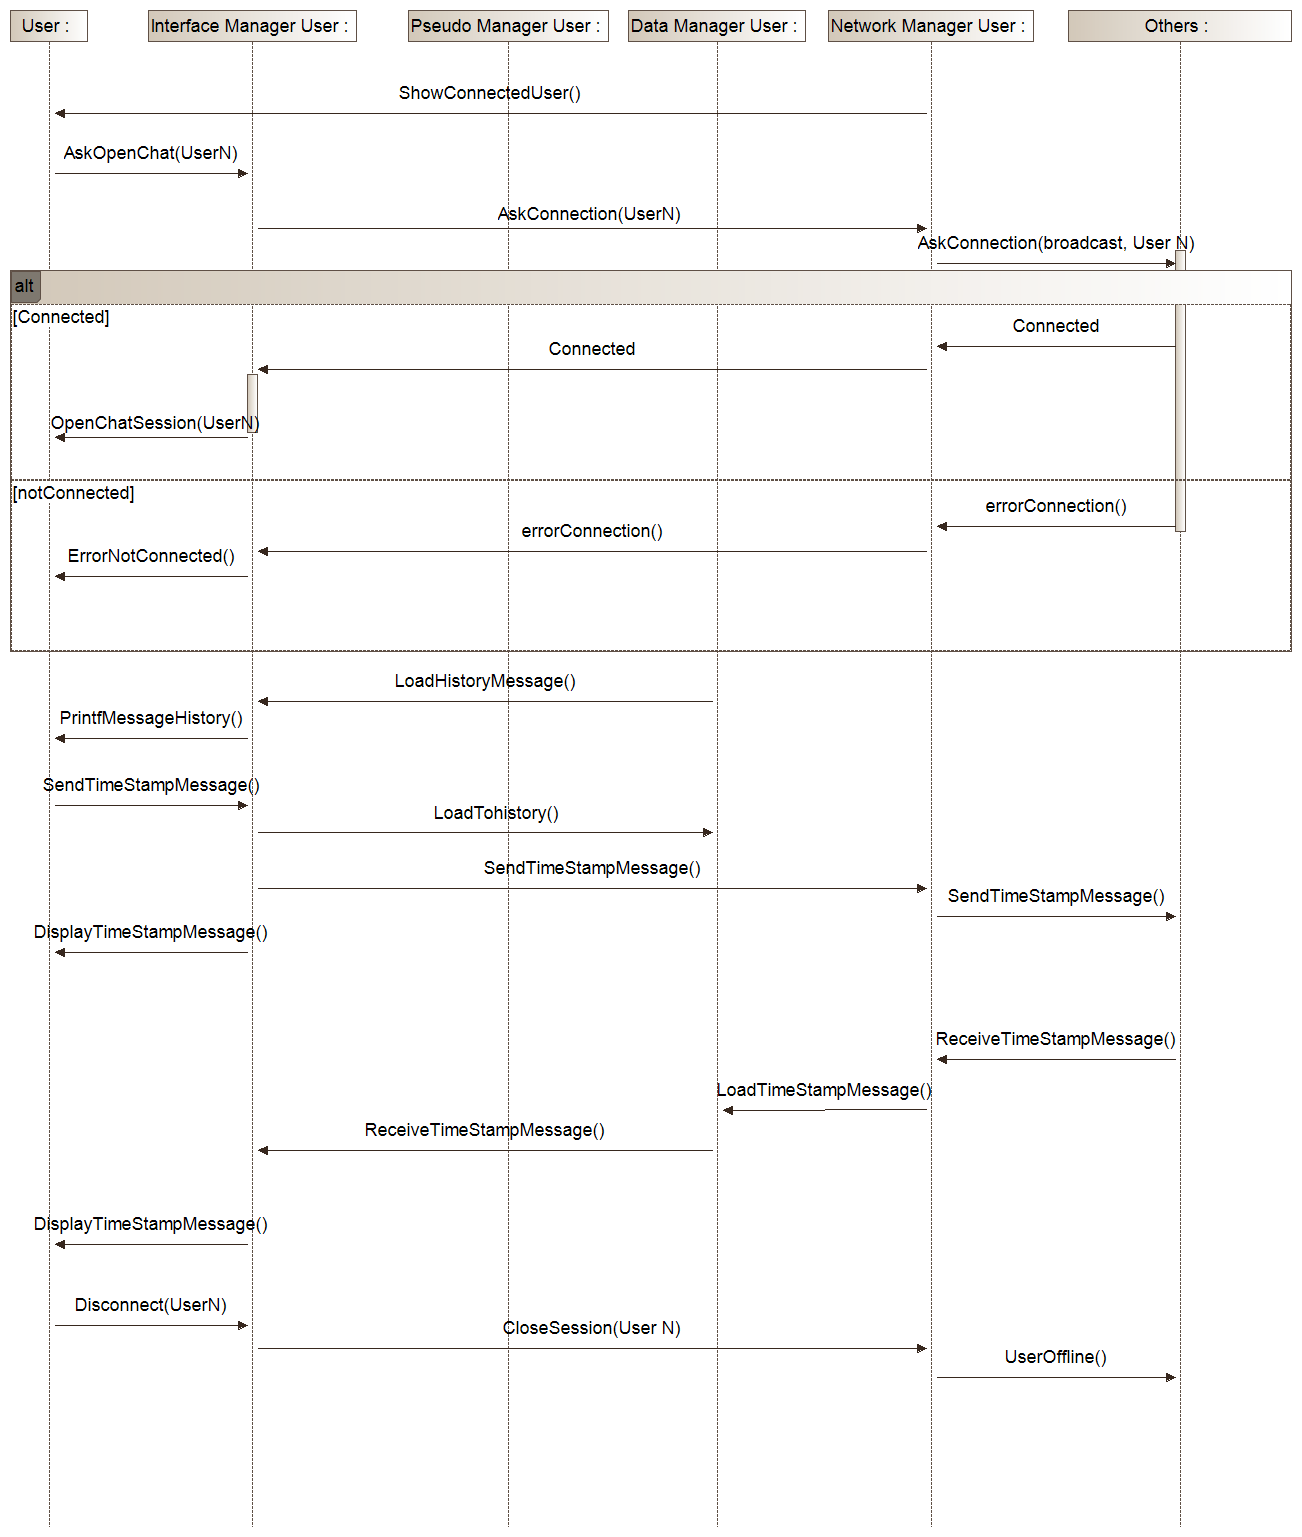 User :
Interface Manager User :
Pseudo Manager User :
Data Manager User :
Network Manager User :
Others :
ShowConnectedUser()
AskOpenChat(UserN)
AskConnection(UserN)
AskConnection(broadcast, User N)
alt
[Connected]
Connected
Connected
OpenChatSession(UserN)
[notConnected]
errorConnection()
errorConnection()
ErrorNotConnected()
LoadHistoryMessage()
PrintfMessageHistory()
SendTimeStampMessage()
LoadTohistory()
SendTimeStampMessage()
SendTimeStampMessage()
DisplayTimeStampMessage()
ReceiveTimeStampMessage()
LoadTimeStampMessage()
ReceiveTimeStampMessage()
DisplayTimeStampMessage()
Disconnect(UserN)
CloseSession(User N)
UserOffline()